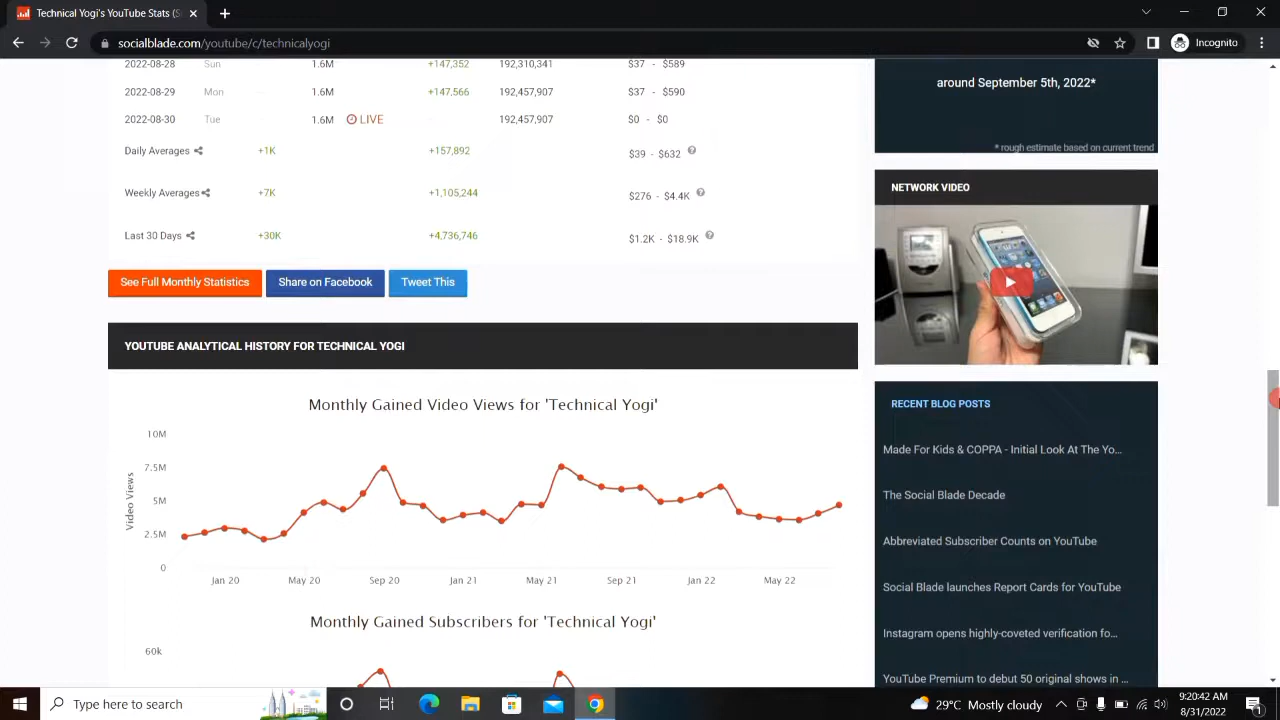 Technical Yogi's YouTube Stats (S
socialblade.com/youtube/c/technicalyogi
Incognito
2022-08-28 Sun 1.6M +147,352 192,310,341 $37 - $589
2022-08-29 Mon 1.6M +147,566 192,457,907 $37 - $590
2022-08-30 Tue 1.6M LIVE 192,457,907 $0 - $0
Daily Averages +1K +157,892 $39 - $632
Weekly Averages +7K +1,105,244 $276 - $4.4K
Last 30 Days +30K +4,736,746 $1.2K - $18.9K
See Full Monthly Statistics
Share on Facebook
Tweet This
YOUTUBE ANALYTICAL HISTORY FOR TECHNICAL YOGI
Monthly Gained Video Views for 'Technical Yogi'
Video Views
10M
7.5M
5M
2.5M
0
Jan 20 May 20 Sep 20 Jan 21 May 21 Sep 21 Jan 22 May 22
Monthly Gained Subscribers for 'Technical Yogi'
60k
around September 5th, 2022*
* rough estimate based on current trend
NETWORK VIDEO
RECENT BLOG POSTS
Made For Kids & COPPA - Initial Look At The Yo...
The Social Blade Decade
Abbreviated Subscriber Counts on YouTube
Social Blade launches Report Cards for YouTube
Instagram opens highly-coveted verification fo...
YouTube Premium to debut 50 original shows in ...
Type here to search
29°C Mostly cloudy
9:20:42 AM
8/31/2022